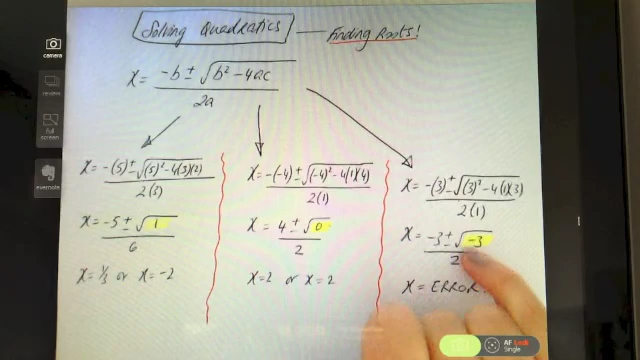 Solving Quadratics — Finding Roots!
x = -b ± √b² - 4ac
2a
x = -(5) ± √(5)² - 4(3)(2)
2(3)
x = -5 ± √1
6
x = 1/3 or x = -2
x = -(-4) ± √(-4)² - 4(1)(4)
2(1)
x = 4 ± √0
2
x = 2 or x = 2
x = -(3) ± √(3)² - 4(1)(3)
2(1)
x = -3 ± √-3
2
x = ERROR
camera
reviews
full
screen
evernote
AF Lock
Single